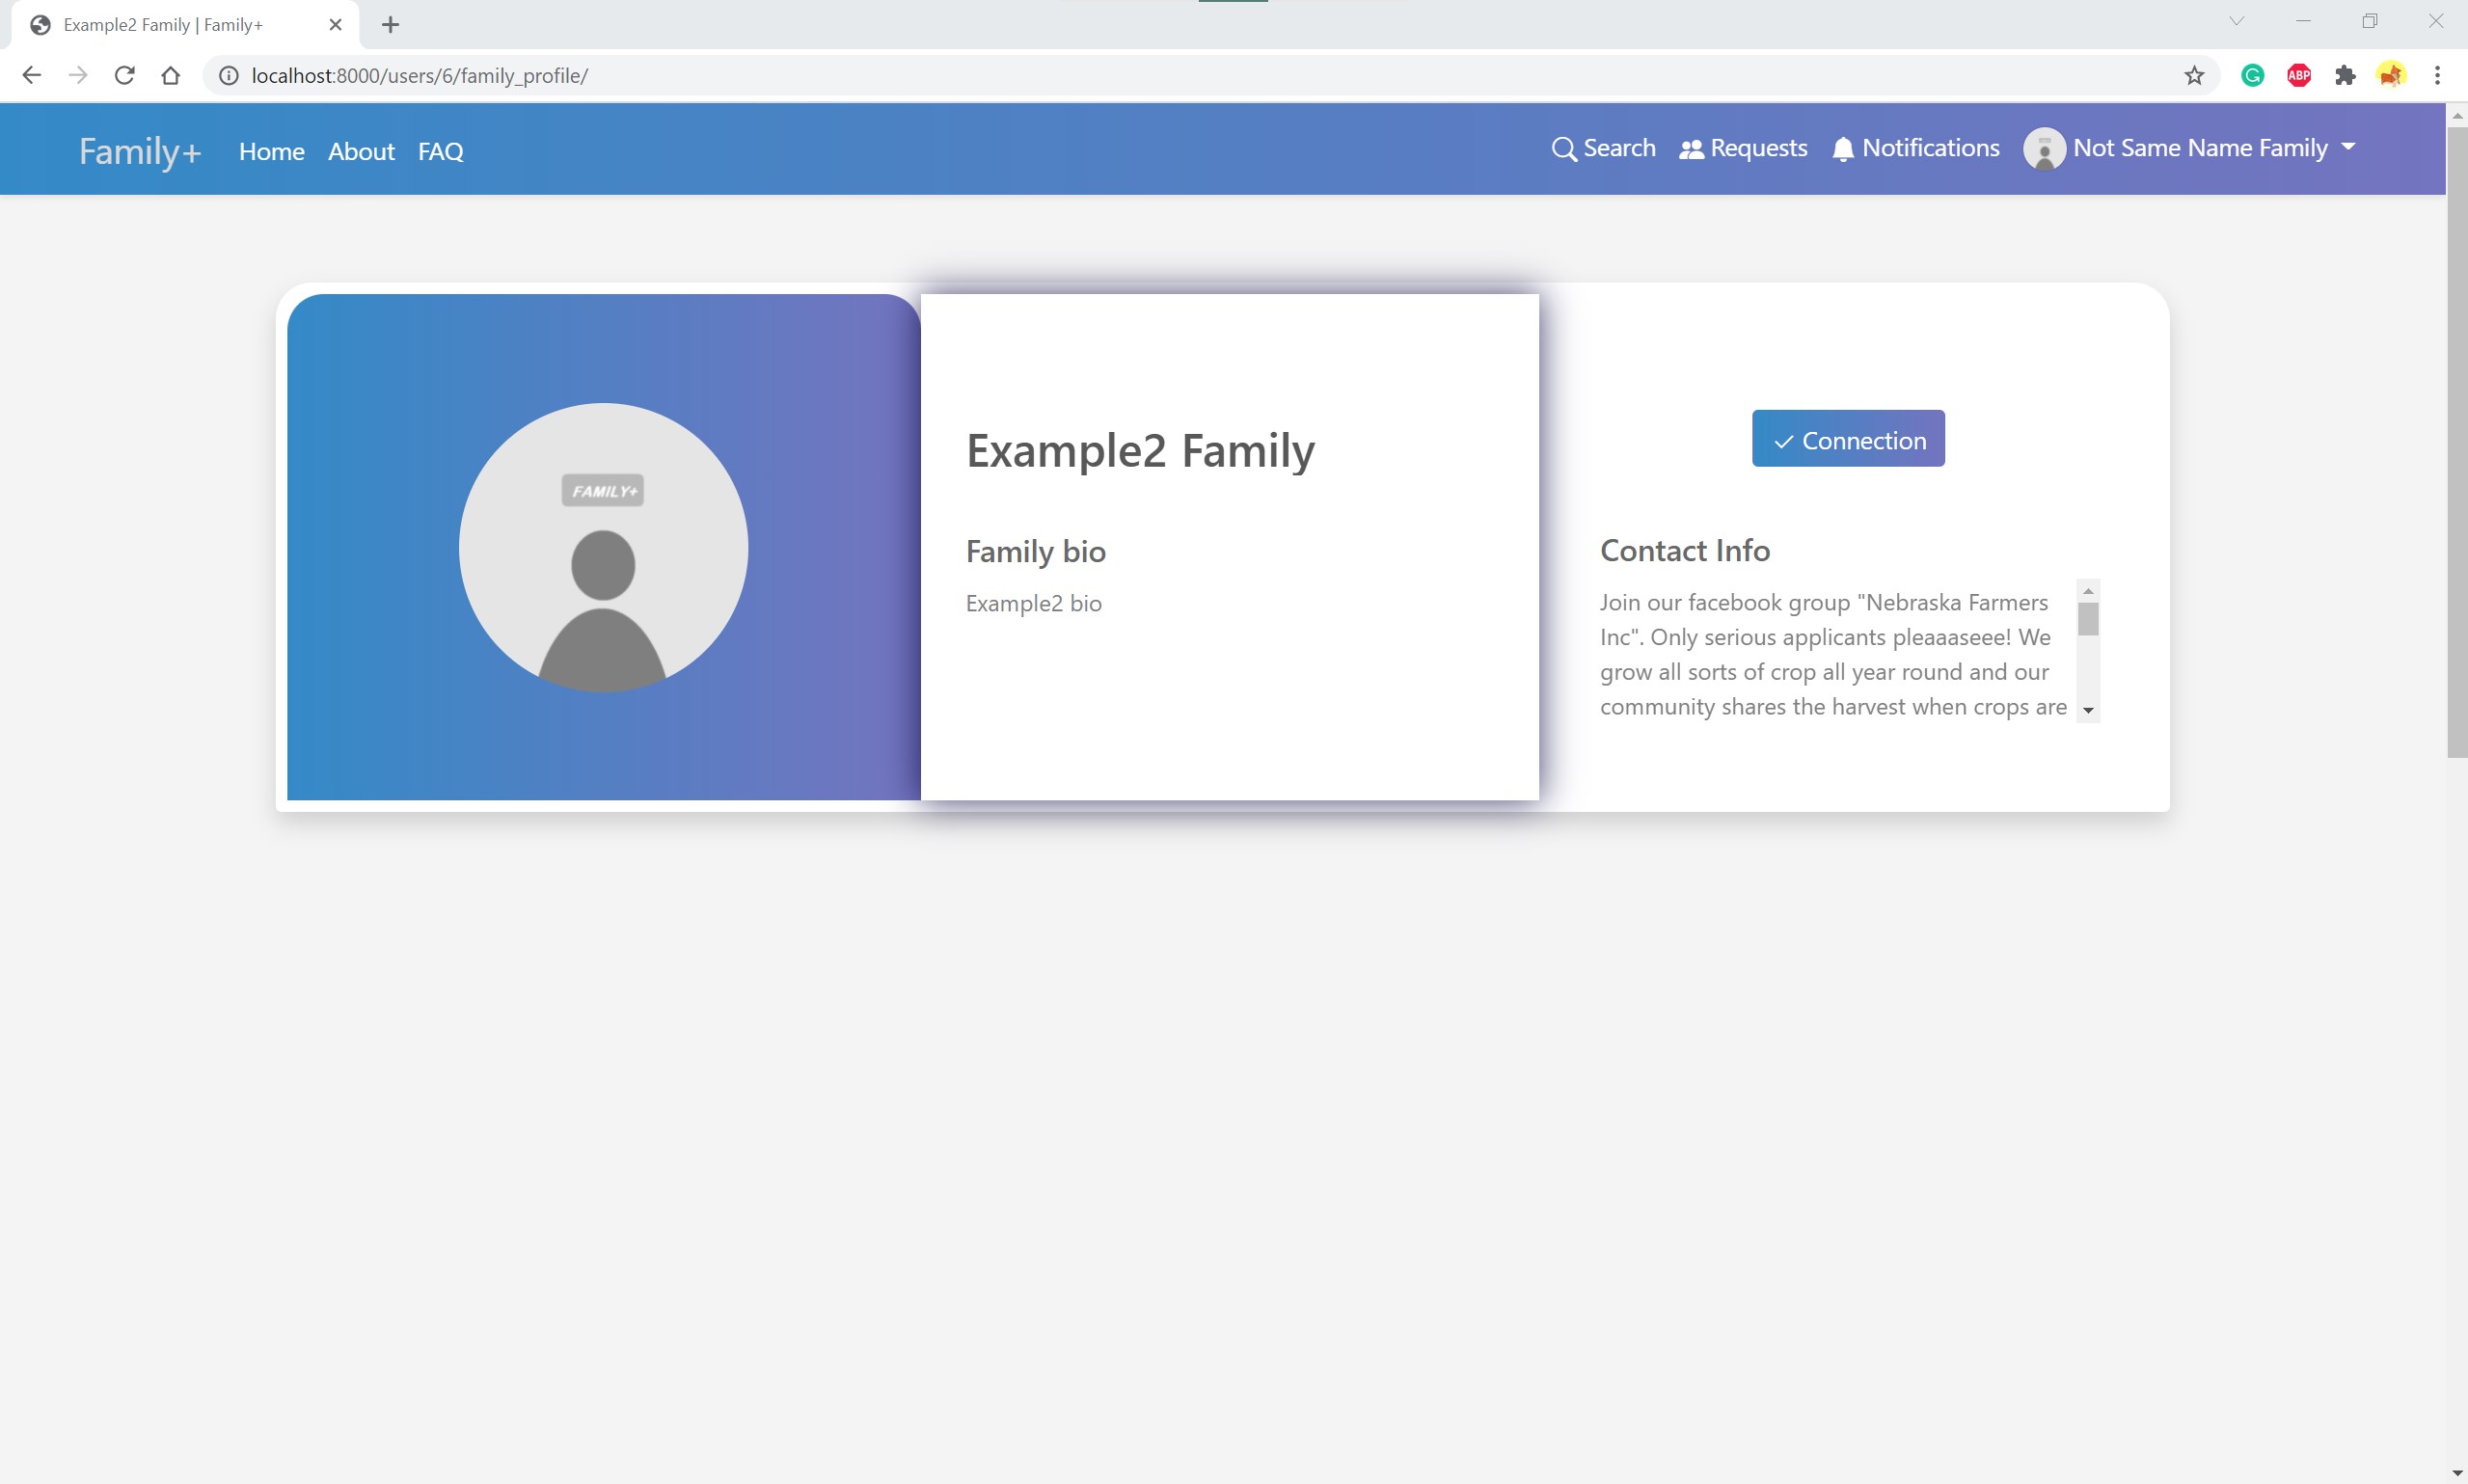 Example2 Family | Family+
localhost:8000/users/6/family_profile/
ABP
Family+ Home About FAQ Search Requests Notifications Not Same Name Family
FAMILY+
Example2 Family
Family bio
Example2 bio
Connection
Contact Info
Join our facebook group "Nebraska Farmers
Inc". Only serious applicants pleaaaseee! We
grow all sorts of crop all year round and our
community shares the harvest when crops are